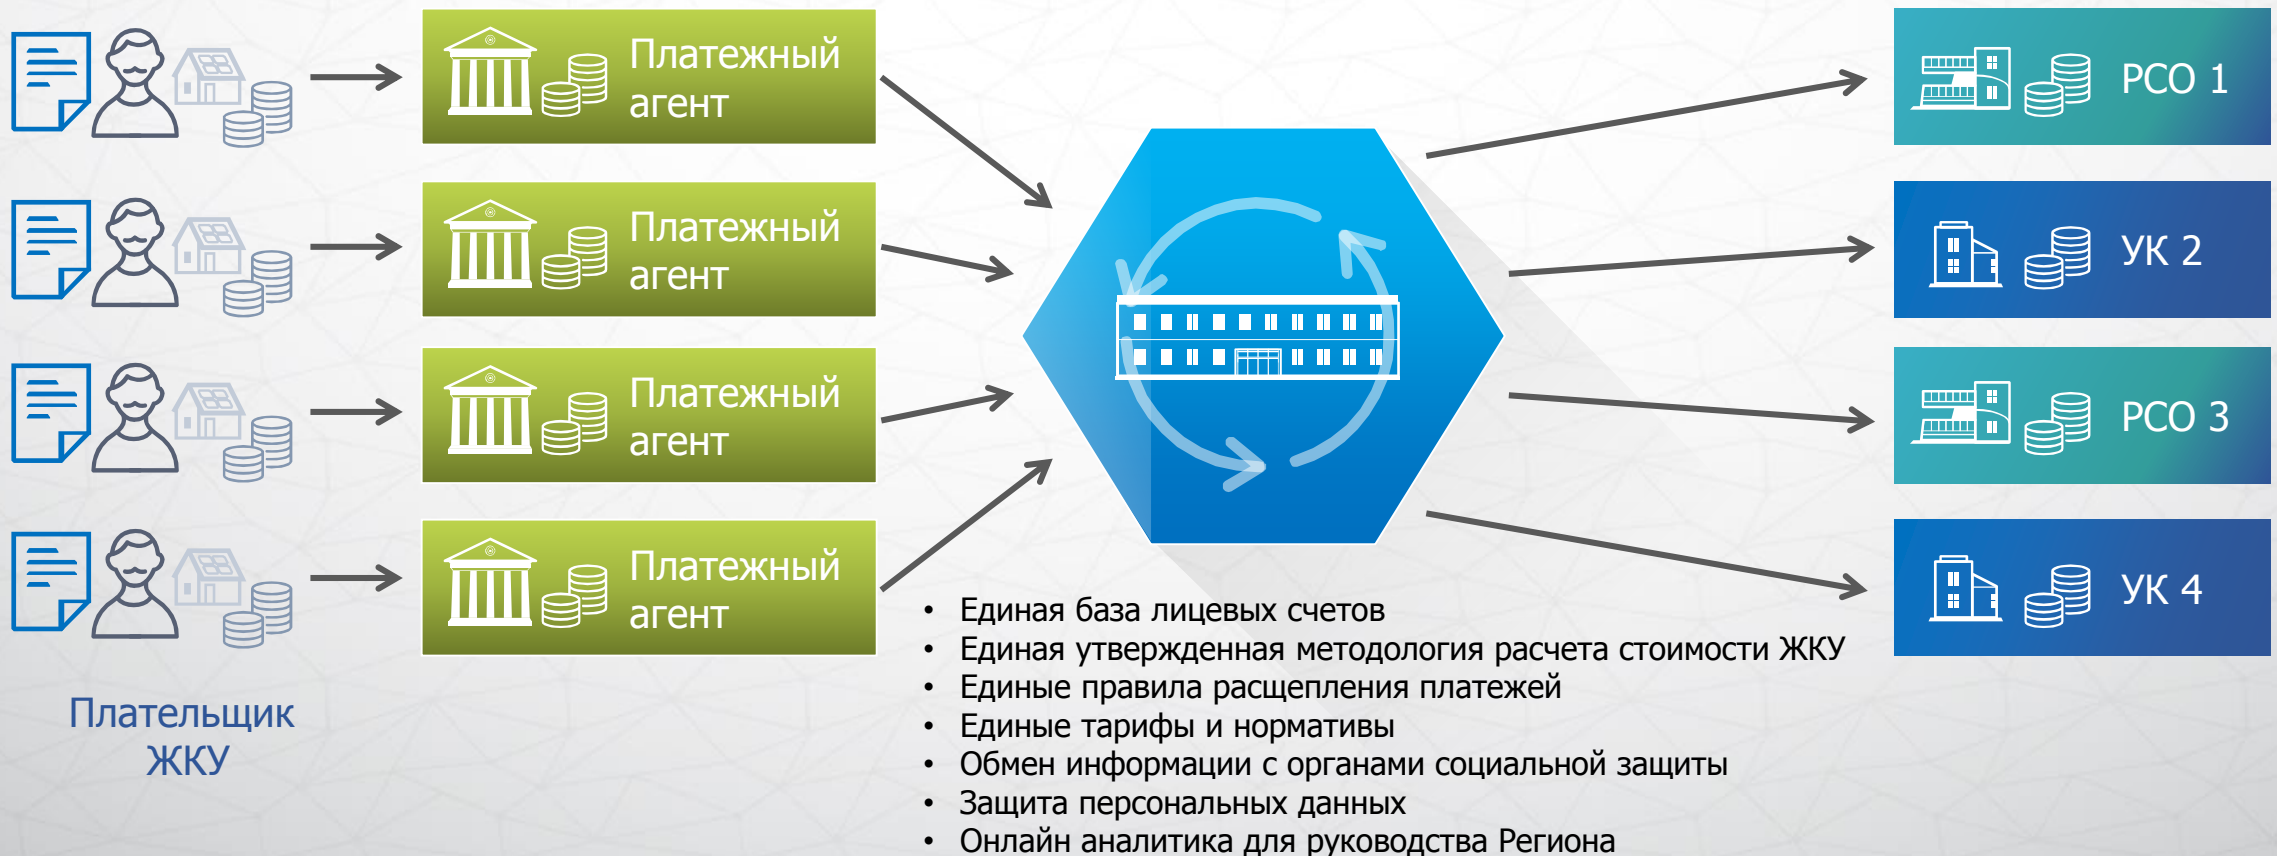 Платежный
агент
РСО 1
Платежный
агент
УК 2
Платежный
агент
РСО 3
Платежный
агент
УК 4
Плательщик
ЖКУ
• Единая база лицевых счетов
• Единая утвержденная методология расчета стоимости ЖКУ
• Единые правила расщепления платежей
• Единые тарифы и нормативы
• Обмен информации с органами социальной защиты
• Защита персональных данных
• Онлайн аналитика для руководства Региона